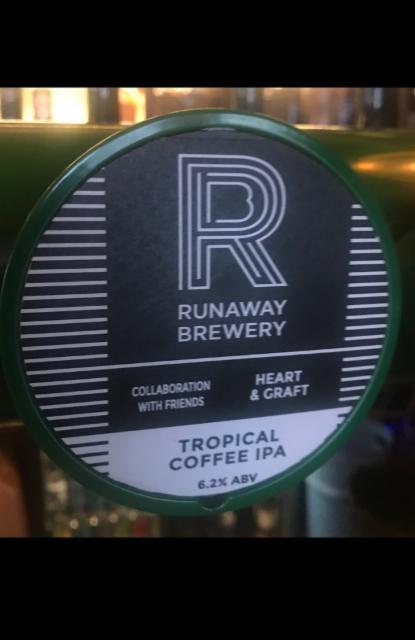 R
RUNAWAY
BREWERY
COLLABORATION
WITH FRIENDS
HEART
& GRAFT
TROPICAL
COFFEE IPA
6.2% ABV